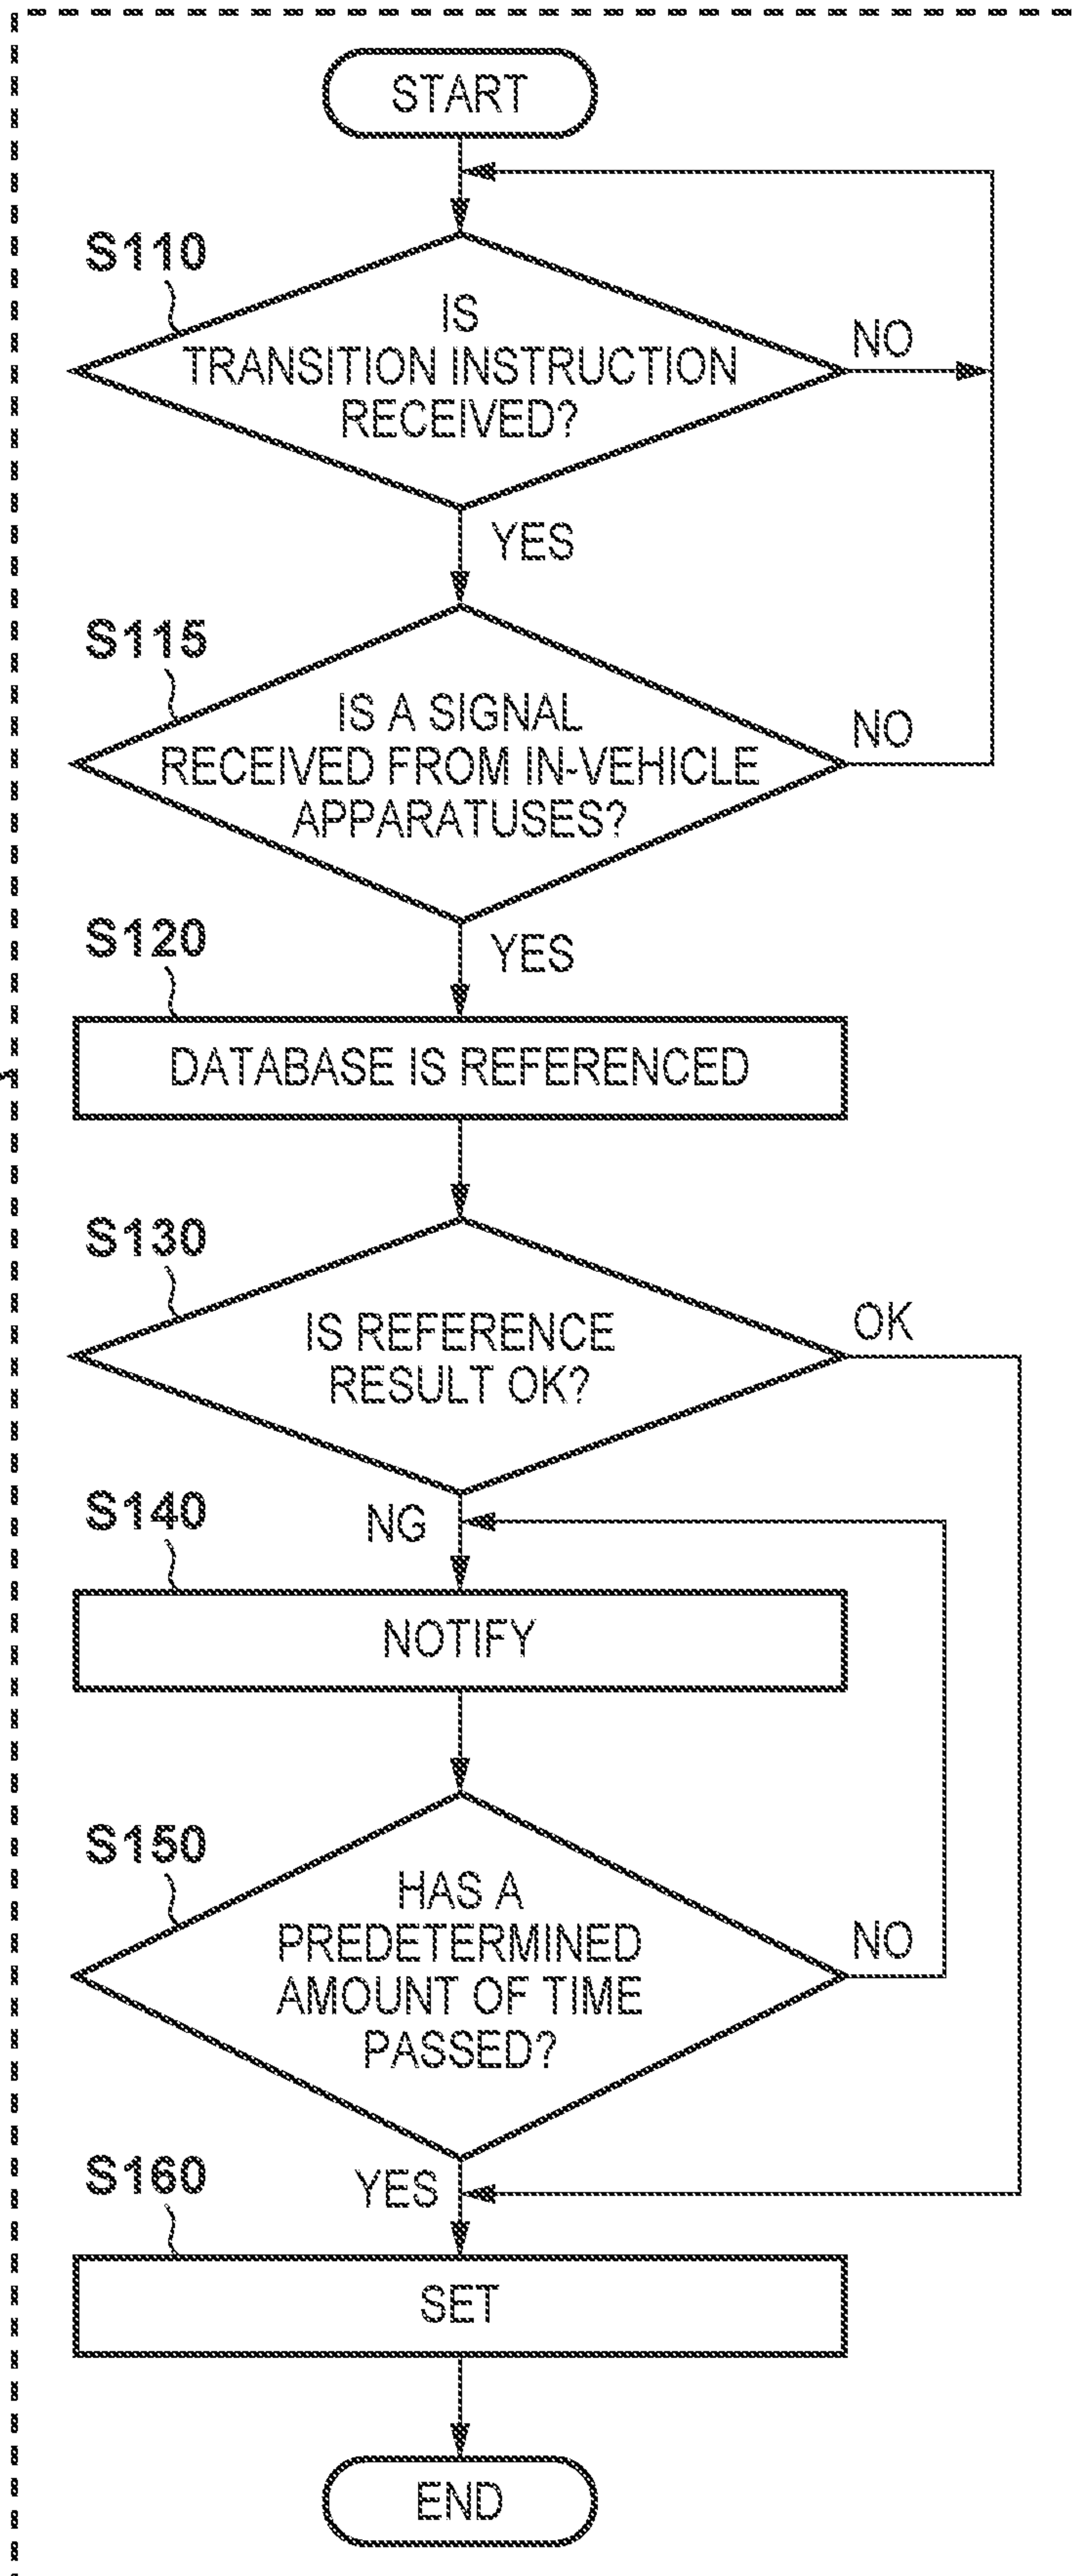 START
S110
IS
TRANSITION INSTRUCTION
RECEIVED?
NO
YES
S115
IS A SIGNAL
RECEIVED FROM IN-VEHICLE
APPARATUSES?
NO
YES
S120
DATABASE IS REFERENCED
S130
IS REFERENCE
RESULT OK?
OK
NG
S140
NOTIFY
S150
HAS A
PREDETERMINED
AMOUNT OF TIME
PASSED?
NO
YES
S160
SET
END